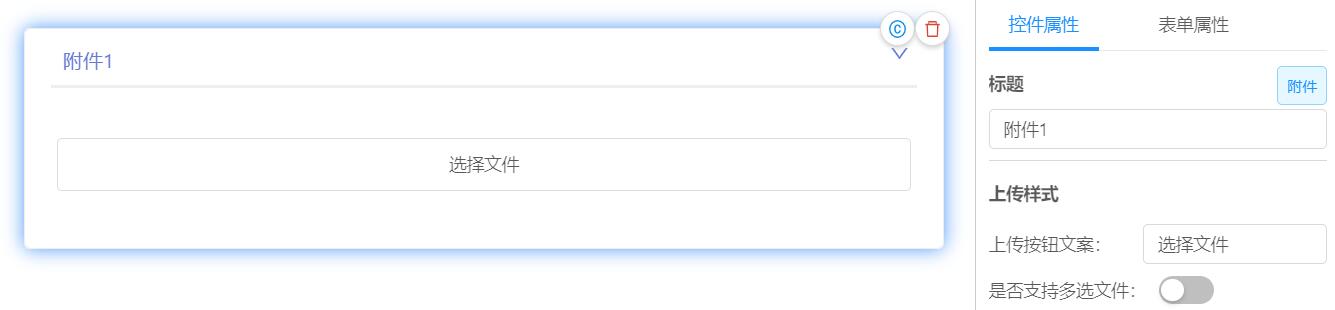 附件1
选择文件
控件属性
表单属性
标题
附件
附件1
上传样式
上传按钮文案：
选择文件
是否支持多选文件：